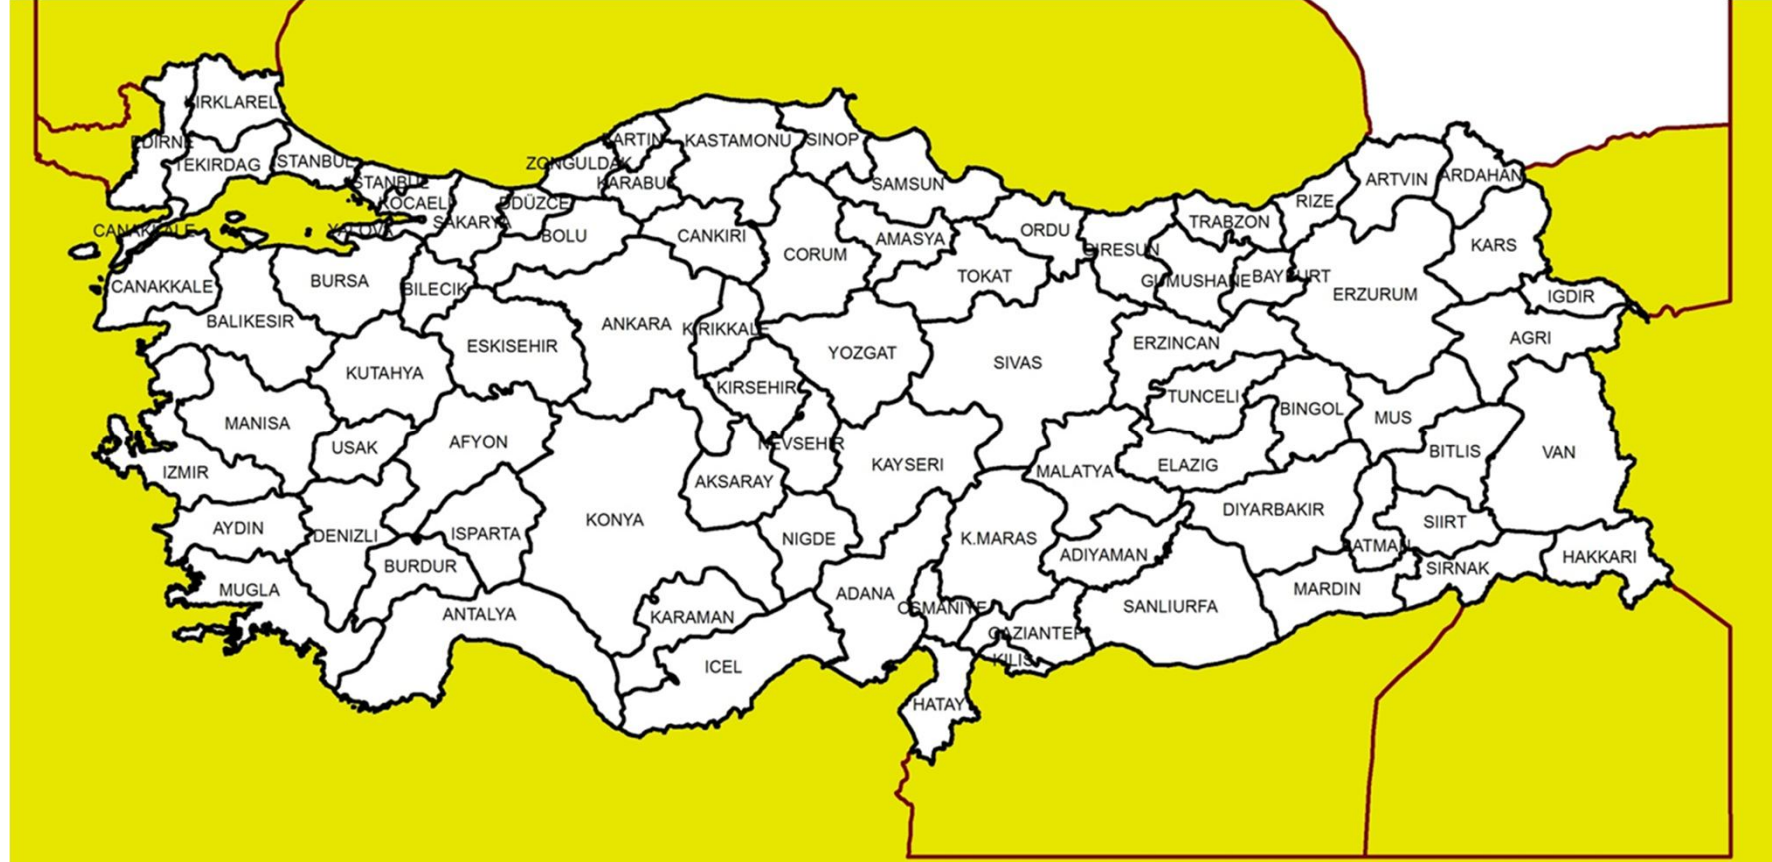 KIRKLAREL
EDIRNE
TEKIRDAG
ISTANBUL
ISTANBUL
KOCAELI
YALOVA
SAKARYA
DDÜZCE
ZONGULDAK
BARTIN
KARABU
KASTAMONU
SINOP
SAMSUN
ARTVIN
ARDAHAN
RIZE
TRABZON
ORDU
GIRESUN
GUMUSHANE
BAYBURT
KARS
IGDIR
CANAKKALE
CANAKKALE
BURSA
BILECIK
BOLU
CANKIRI
CORUM
AMASYA
TOKAT
ERZURUM
AGRI
BALIKESIR
ESKISEHIR
ANKARA
KIRIKKALE
YOZGAT
SIVAS
ERZINCAN
KUTAHYA
KIRSEHIR
TUNCELI
BINGOL
MUS
MANISA
USAK
AFYON
NEVSEHIR
KAYSERI
MALATYA
ELAZIG
BITLIS
VAN
IZMIR
AKSARAY
AYDIN
DENIZLI
ISPARTA
KONYA
NIGDE
K.MARAS
ADIYAMAN
DIYARBAKIR
BATMAN
SIIRT
SIRNAK
HAKKARI
MUGLA
BURDUR
ANTALYA
KARAMAN
ADANA
OSMANIYE
GAZIANTEP
SANLIURFA
MARDIN
ICEL
KILIS
HATAY